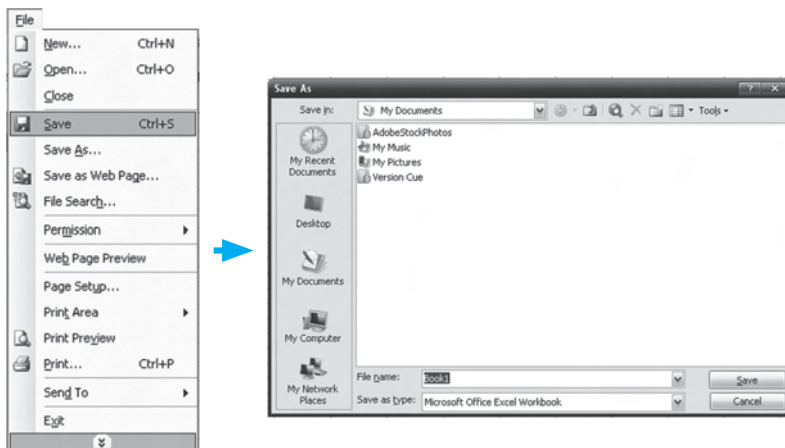 File
New... Ctrl+N
Open... Ctrl+O
Close
Save Ctrl+S
Save As...
Save as Web Page...
File Search...
Permission
Web Page Preview
Page Setup...
Print Area
Print Preview
Print... Ctrl+P
Send To
Exit
Save As
Save in: My Documents Tools
AdobeStockPhotos
My Music
My Pictures
Version Cue
My Recent
Documents
Desktop
My Documents
My Computer
My Network
Places
File name: Book1 Save
Save as type: Microsoft Office Excel Workbook Cancel